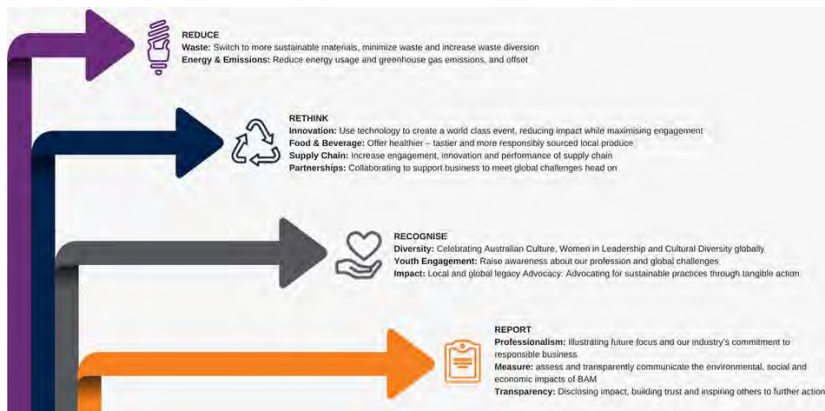 REDUCE
Waste: Switch to more sustainable materials, minimize waste and increase waste diversion
Energy & Emissions: Reduce energy usage and greenhouse gas emissions, and offset
RETHINK
Innovation: Use technology to create a world class event, reducing impact while maximising engagement
Food & Beverage: Offer healthier – tastier and more responsibly sourced local produce
Supply Chain: Increase engagement, innovation and performance of supply chain
Partnerships: Collaborating to support business to meet global challenges head on
RECOGNISE
Diversity: Celebrating Australian Culture, Women in Leadership and Cultural Diversity globally
Youth Engagement: Raise awareness about our profession and global challenges
Impact: Local and global legacy Advocacy: Advocating for sustainable practices through tangible action
REPORT
Professionalism: Illustrating future focus and our industry's commitment to
responsible business
Measure: assess and transparently communicate the environmental, social and
economic impacts of BAM
Transparency: Disclosing impact, building trust and inspiring others to further action